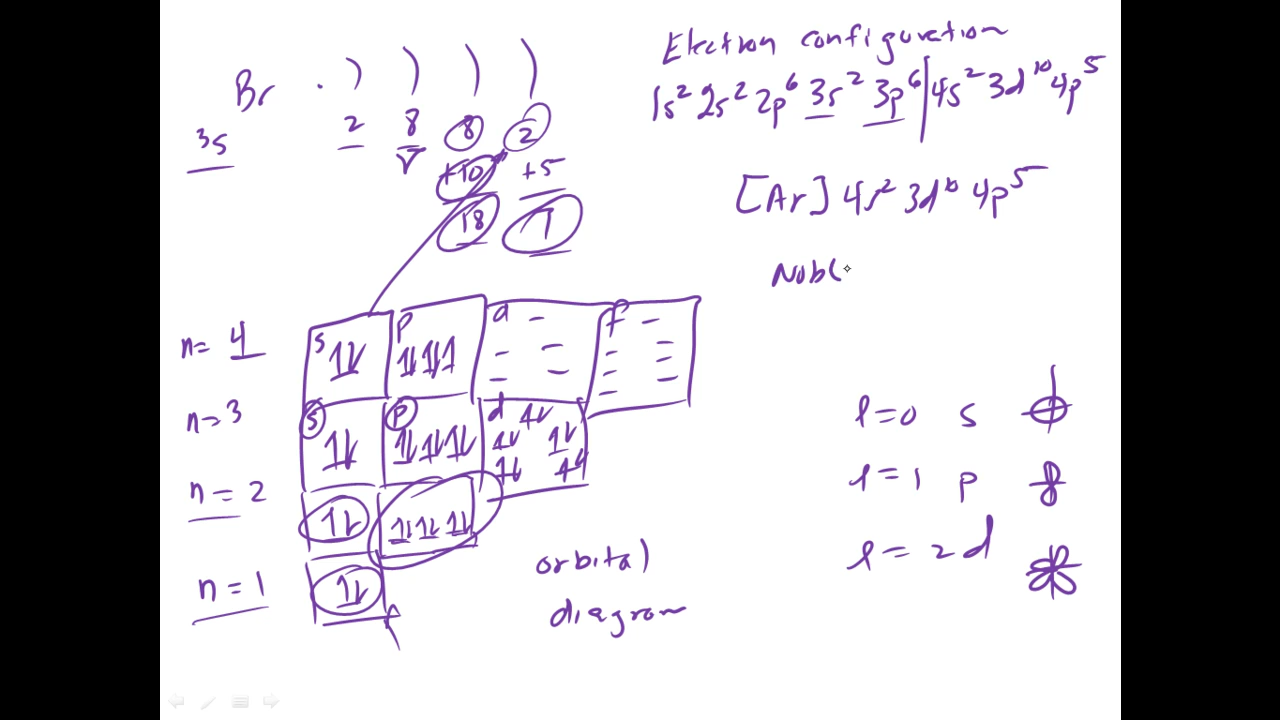 Electron configuration
Br
2 8 8 2
+10 +5
18 7
3s
1s² 2s² 2p⁶ 3s² 3p⁶ 4s² 3d¹⁰ 4p⁵
[Ar] 4s² 3d¹⁰ 4p⁵
Nobl
n= 4
s p d f
n=3
s p d
n = 2
n = 1
orbital
diagram
l=0 s
l=1 p
l=2 d